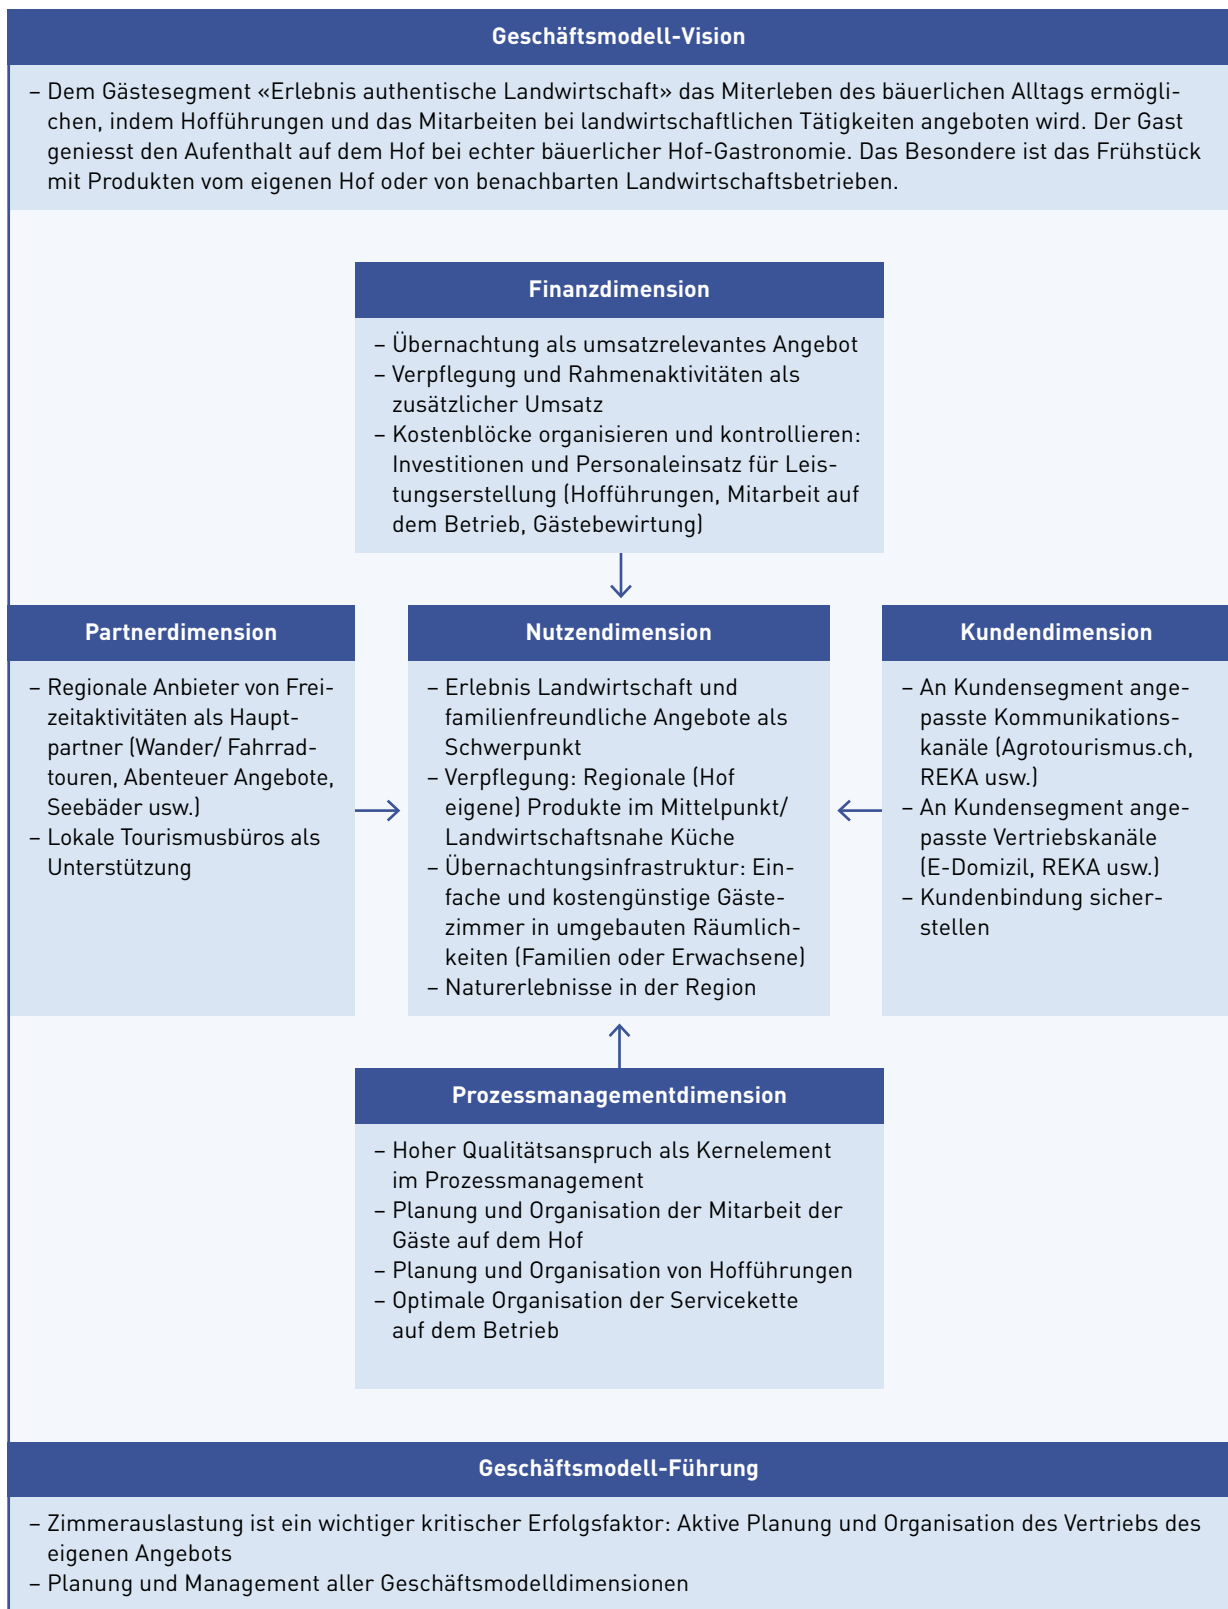 Geschäftsmodell-Vision
– Dem Gästesegment «Erlebnis authentische Landwirtschaft» das Miterleben des bäuerlichen Alltags ermögli-
chen, indem Hofführungen und das Mitarbeiten bei landwirtschaftlichen Tätigkeiten angeboten wird. Der Gast
geniesst den Aufenthalt auf dem Hof bei echter bäuerlicher Hof-Gastronomie. Das Besondere ist das Frühstück
mit Produkten vom eigenen Hof oder von benachbarten Landwirtschaftsbetrieben.
Finanzdimension
– Übernachtung als umsatzrelevantes Angebot
– Verpflegung und Rahmenaktivitäten als
zusätzlicher Umsatz
– Kostenblöcke organisieren und kontrollieren:
Investitionen und Personaleinsatz für Leis-
tungserstellung (Hofführungen, Mitarbeit auf
dem Betrieb, Gästebewirtung)
Partnerdimension
– Regionale Anbieter von Frei-
zeitaktivitäten als Haupt-
partner (Wander/ Fahrrad-
touren, Abenteuer Angebote,
Seebäder usw.)
– Lokale Tourismusbüros als
Unterstützung
Nutzendimension
– Erlebnis Landwirtschaft und
familienfreundliche Angebote als
Schwerpunkt
– Verpflegung: Regionale (Hof
eigene) Produkte im Mittelpunkt/
Landwirtschaftsnahe Küche
– Übernachtungsinfrastruktur: Ein-
fache und kostengünstige Gäste-
zimmer in umgebauten Räumlich-
keiten (Familien oder Erwachsene)
– Naturerlebnisse in der Region
Kundendimension
– An Kundensegment ange-
passte Kommunikations-
kanäle (Agrotourismus.ch,
REKA usw.)
– An Kundensegment ange-
passte Vertriebskanäle
(E-Domizil, REKA usw.)
– Kundenbindung sicher-
stellen
Prozessmanagementdimension
– Hoher Qualitätsanspruch als Kernelement
im Prozessmanagement
– Planung und Organisation der Mitarbeit der
Gäste auf dem Hof
– Planung und Organisation von Hofführungen
– Optimale Organisation der Servicekette
auf dem Betrieb
Geschäftsmodell-Führung
– Zimmerauslastung ist ein wichtiger kritischer Erfolgsfaktor: Aktive Planung und Organisation des Vertriebs des
eigenen Angebots
– Planung und Management aller Geschäftsmodelldimensionen